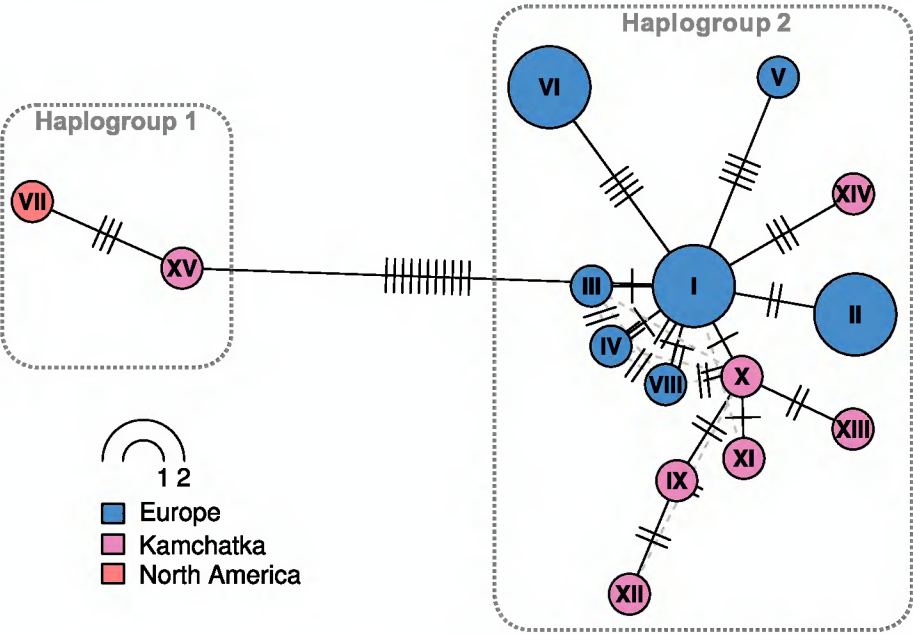 Haplogroup 2
Haplogroup 1
VI
V
VII
XIV
XV
III
I
II
IV
VIII
X
XIII
XI
IX
XII
1 2
Europe
Kamchatka
North America